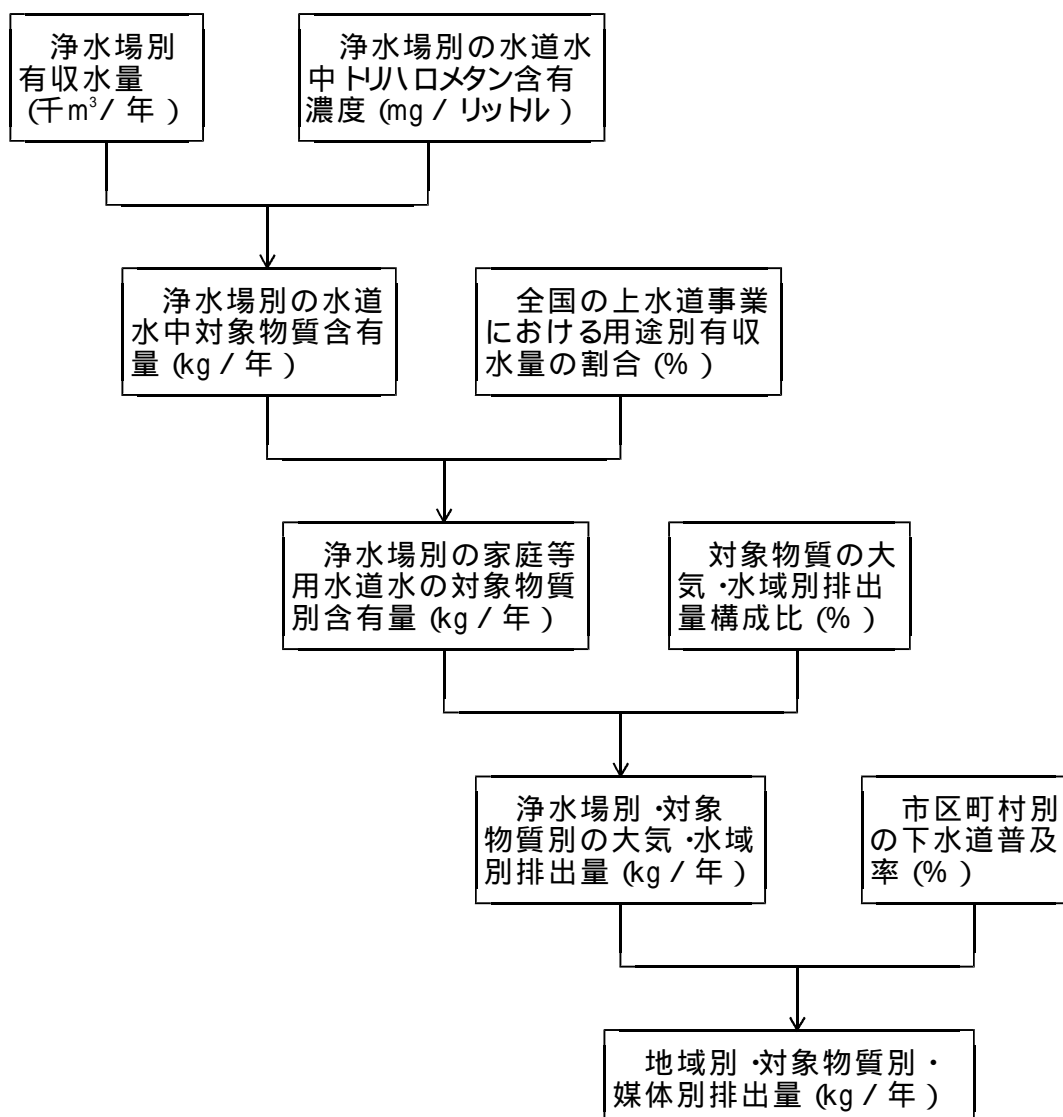 浄水場別
有収水量
(千m³/年)
浄水場別の水道水
中トリハロメタン含有
濃度(mg/リットル)
浄水場別の水道
水中対象物質含有
量(kg/年)
全国の上水道事業
における用途別有収
水量の割合(%)
浄水場別の家庭等
用水道水の対象物質
別含有量(kg/年)
対象物質の大
気・水域別排出
量構成比(%)
浄水場別・対象
物質別の大気・水域
別排出量(kg/年)
市区町村別
の下水道普及
率(%)
地域別・対象物質別・
媒体別排出量(kg/年)